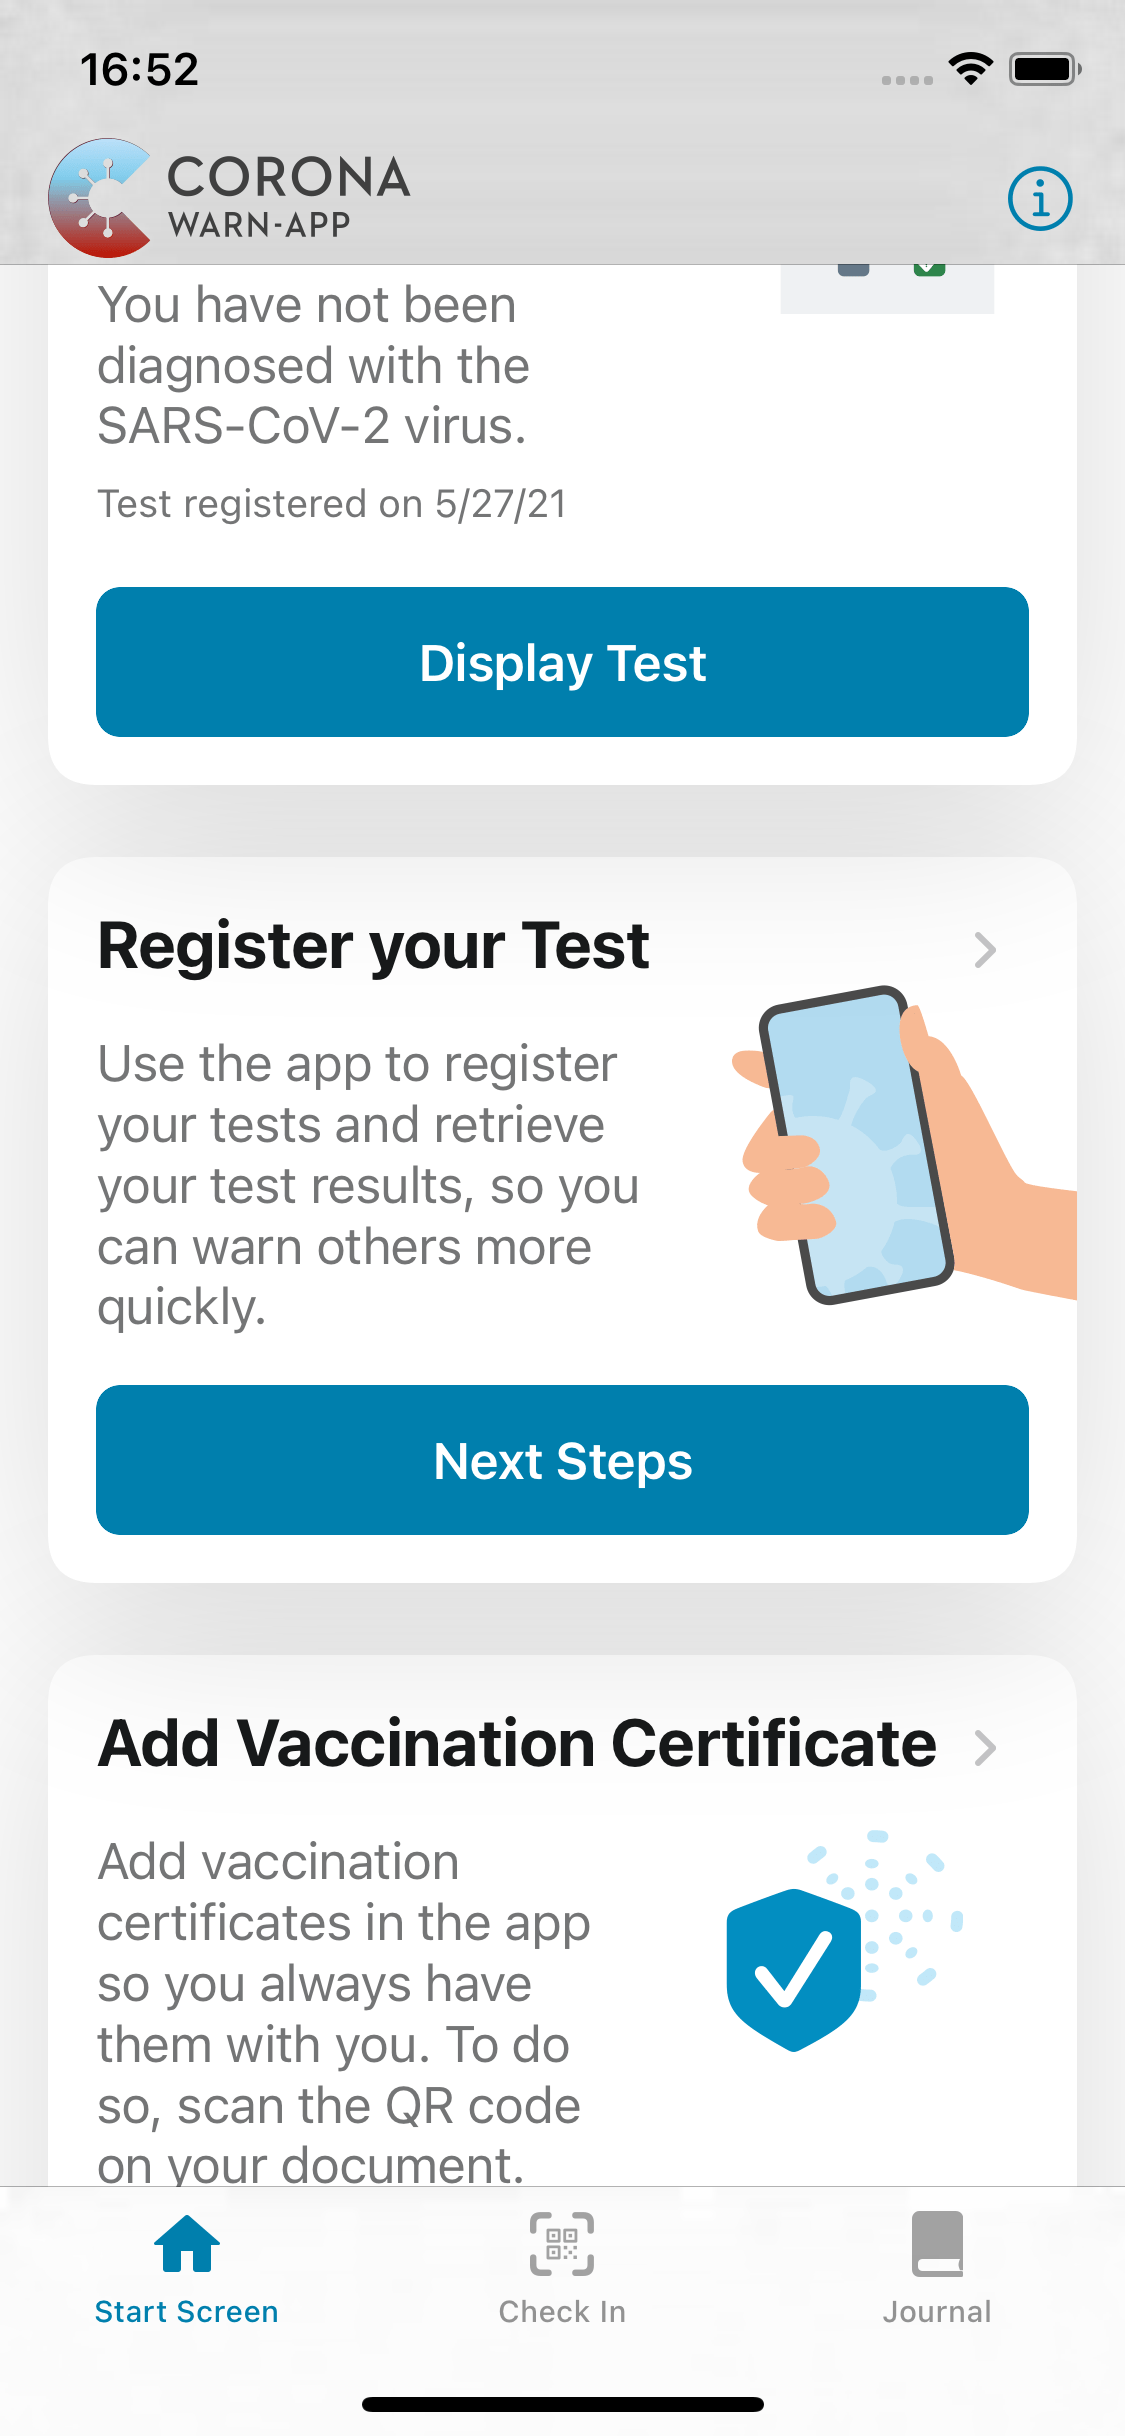 16:52
CORONA
WARN-APP
You have not been
diagnosed with the
SARS-CoV-2 virus.
Test registered on 5/27/21
Display Test
Register your Test
Use the app to register
your tests and retrieve
your test results, so you
can warn others more
quickly.
Next Steps
Add Vaccination Certificate
Add vaccination
certificates in the app
so you always have
them with you. To do
so, scan the QR code
on your document.
Start Screen
Check In
Journal